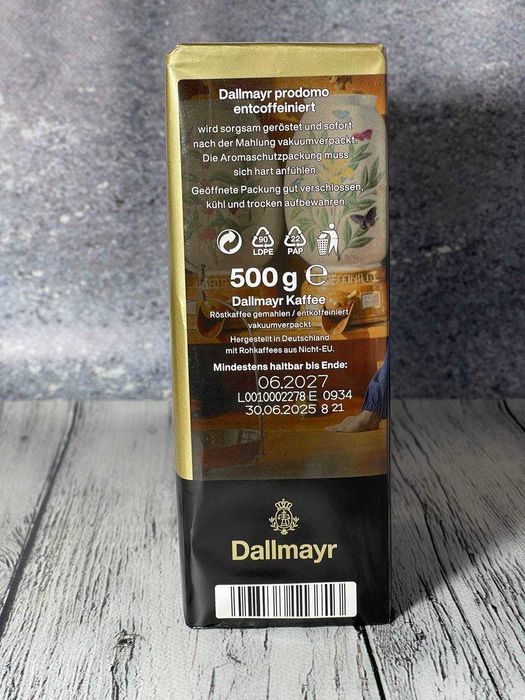 Dallmayr prodomo
entcoffeiniert
wird sorgsam geröstet und sofort
nach der Mahlung vakuumverpackt.
Die Aromaschutzpackung muss
sich hart anfühlen.
Geöffnete Packung gut verschlossen,
kühl und trocken aufbewahren.
90 22
LDPE PAP
500 g ℮
Dallmayr Kaffee
Röstkaffee gemahlen / entkoffeiniert
vakuumverpackt
Hergestellt in Deutschland
mit Rohkaffees aus Nicht-EU.
Mindestens haltbar bis Ende:
06.2027
L0010002278 E 0934
30.06.2025 8 21
Dallmayr